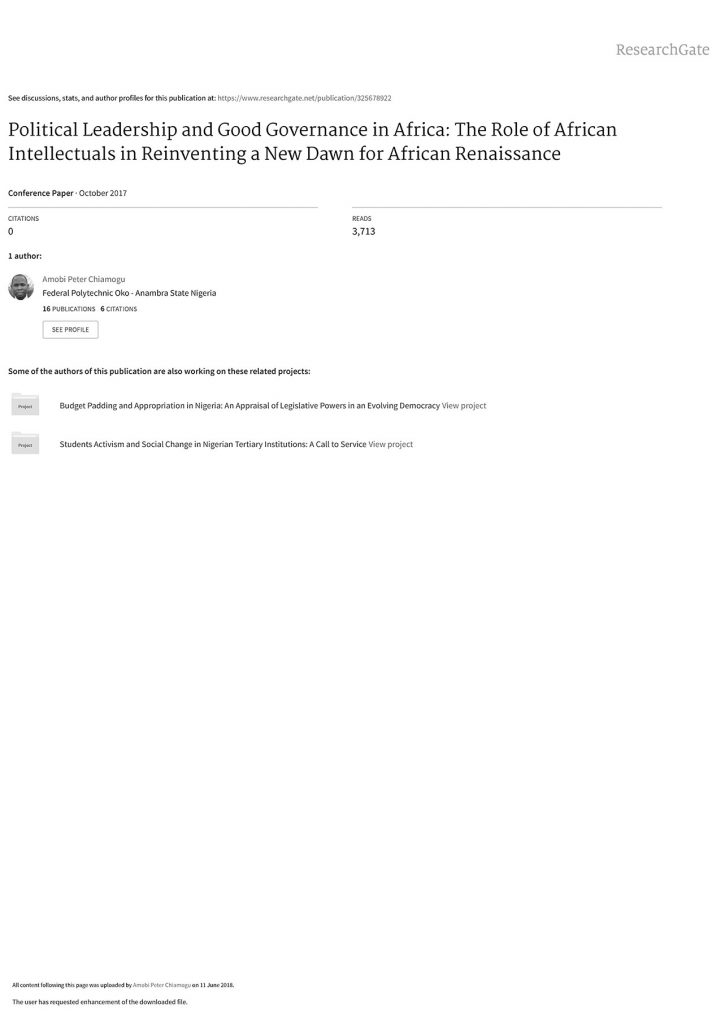 ResearchGate
See discussions, stats, and author profiles for this publication at: https://www.researchgate.net/publication/325678922
Political Leadership and Good Governance in Africa: The Role of African
Intellectuals in Reinventing a New Dawn for African Renaissance
Conference Paper · October 2017
CITATIONS
0
READS
3,713
1 author:
Amobi Peter Chiamogu
Federal Polytechnic Oko - Anambra State Nigeria
16 PUBLICATIONS 6 CITATIONS
SEE PROFILE
Some of the authors of this publication are also working on these related projects:
Project
Budget Padding and Appropriation in Nigeria: An Appraisal of Legislative Powers in an Evolving Democracy View project
Project
Students Activism and Social Change in Nigerian Tertiary Institutions: A Call to Service View project
All content following this page was uploaded by Amobi Peter Chiamogu on 11 June 2018.
The user has requested enhancement of the downloaded file.